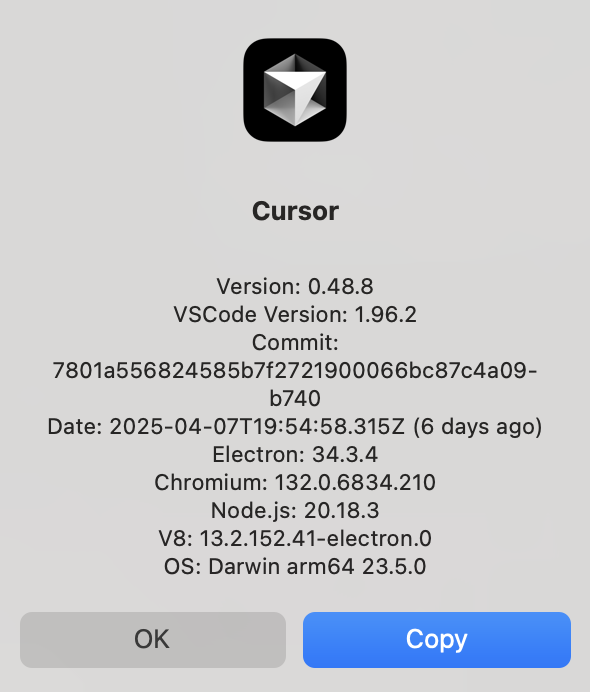 Cursor
Version: 0.48.8
VSCode Version: 1.96.2
Commit:
7801a556824585b7f2721900066bc87c4a09-
b740
Date: 2025-04-07T19:54:58.315Z (6 days ago)
Electron: 34.3.4
Chromium: 132.0.6834.210
Node.js: 20.18.3
V8: 13.2.152.41-electron.0
OS: Darwin arm64 23.5.0
OK
Copy